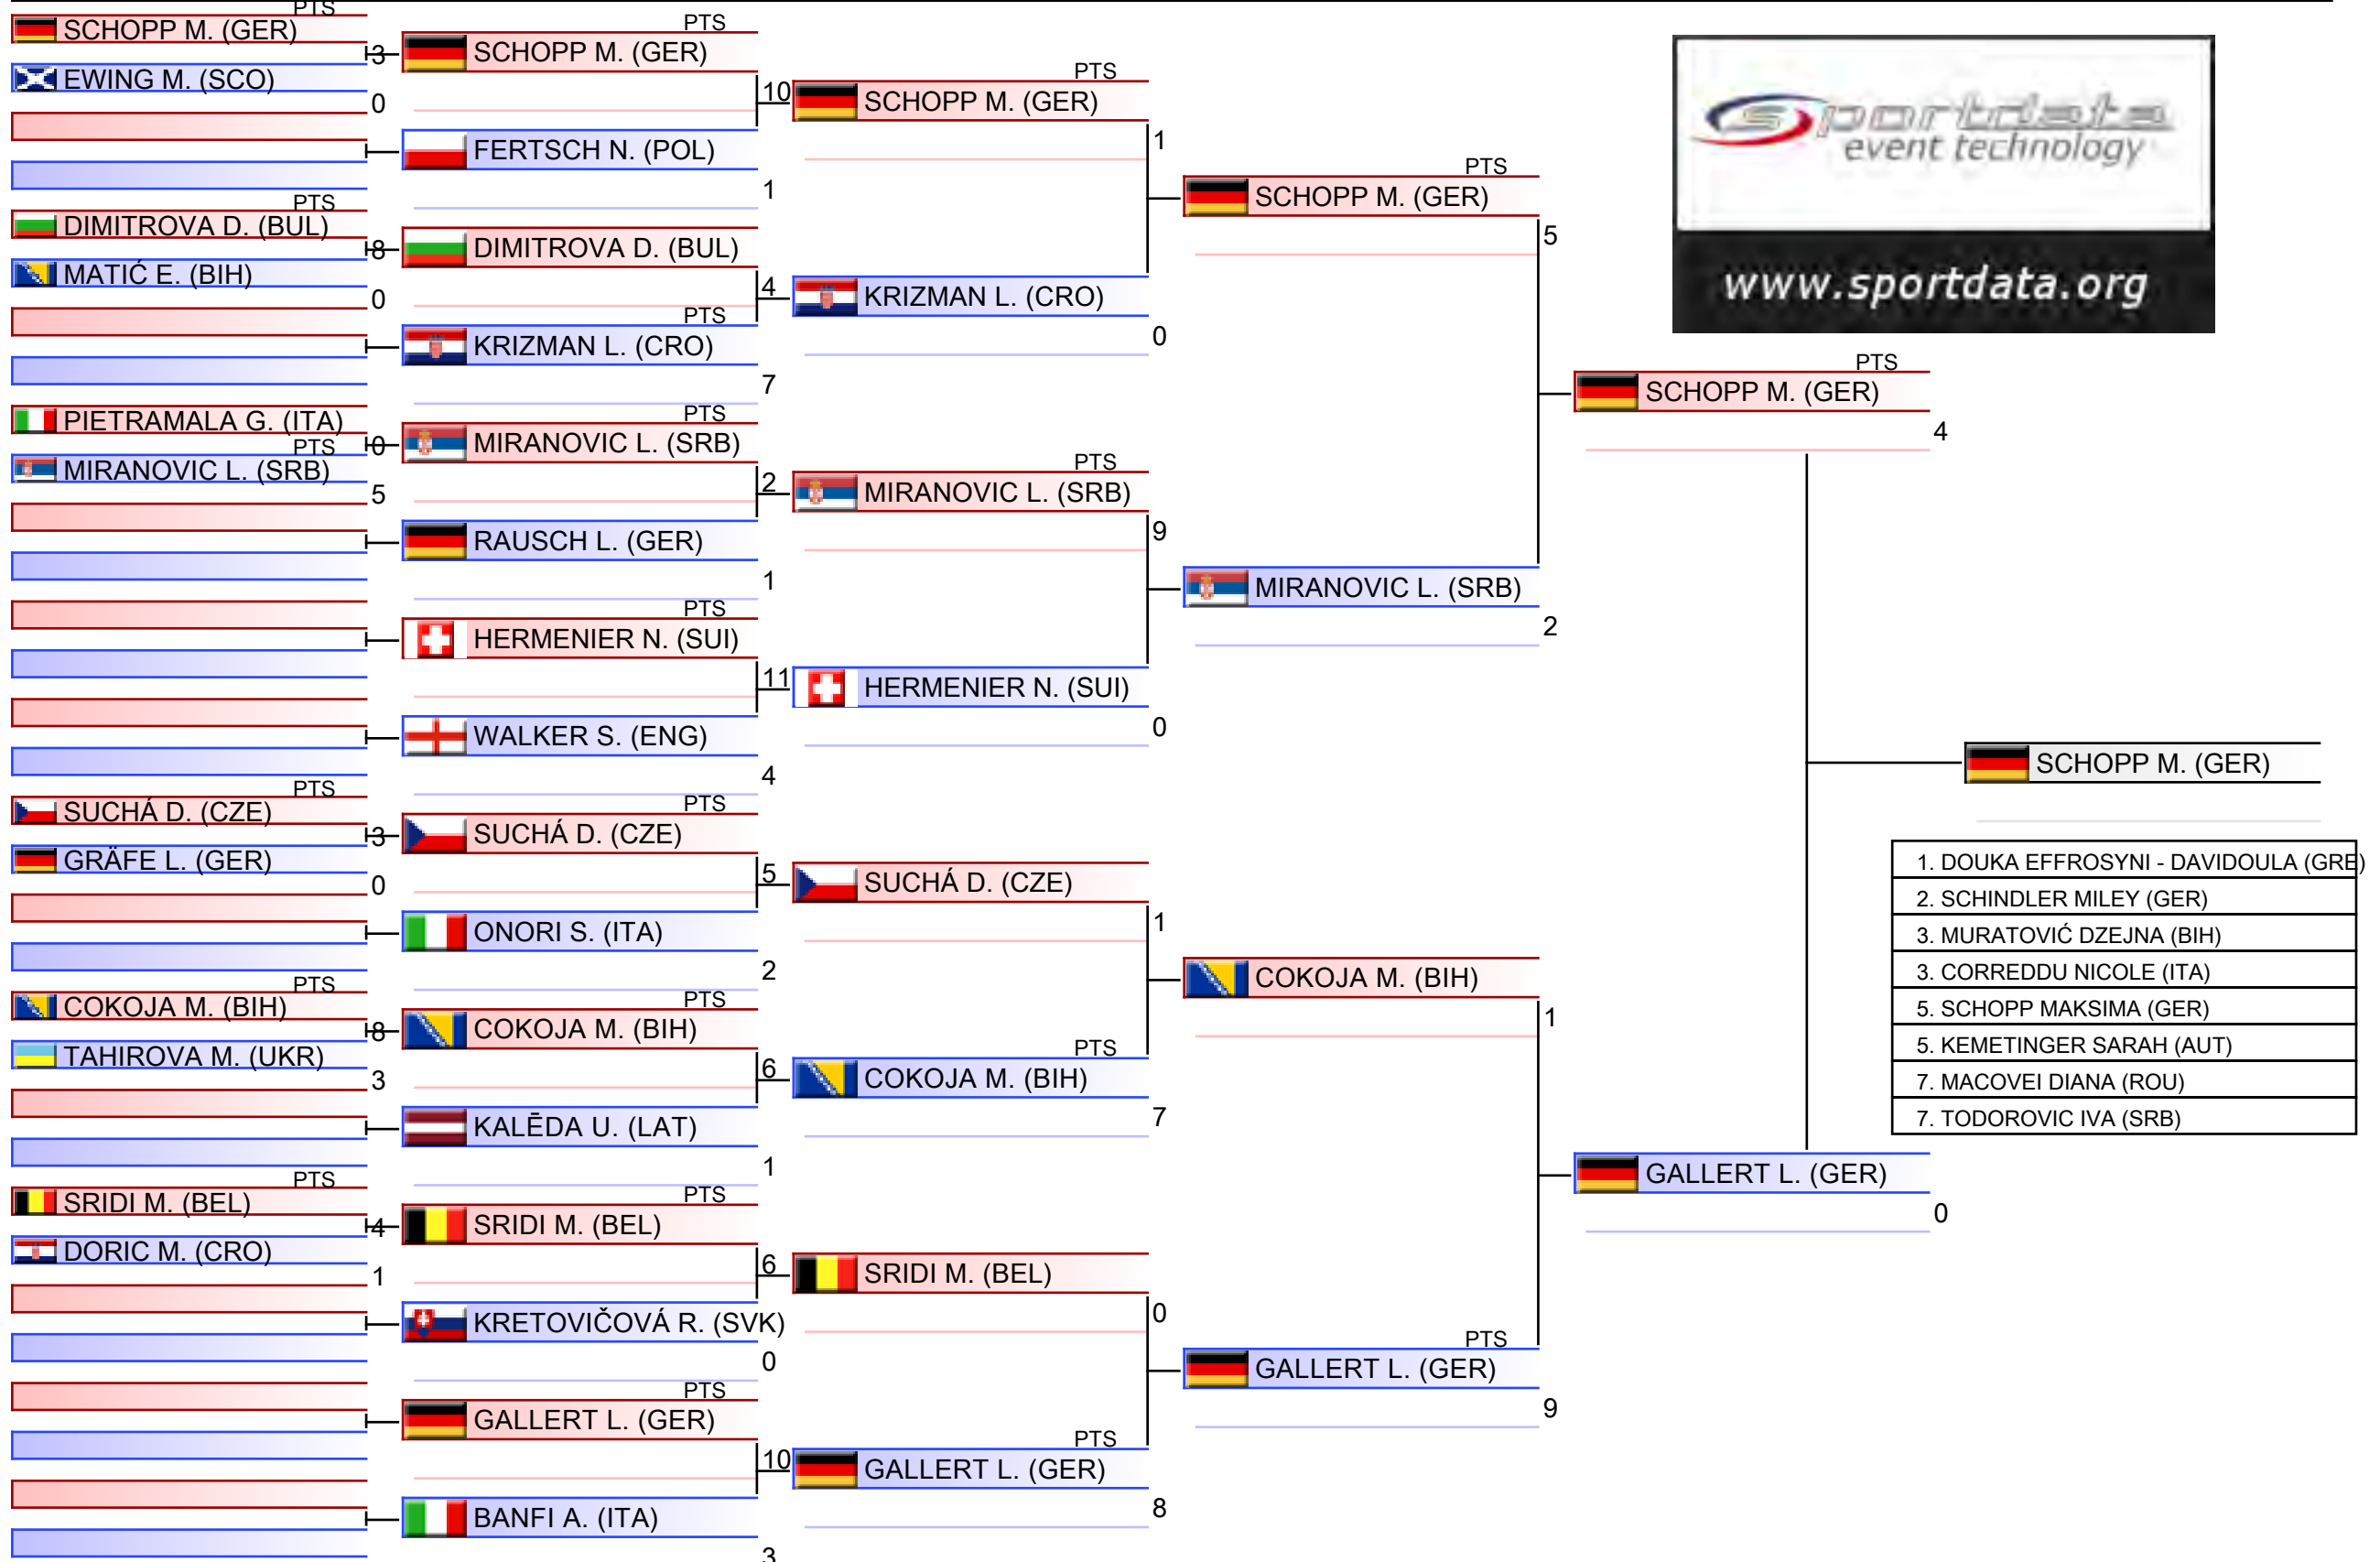 PTS
SCHOPP M. (GER)
3
EWING M. (SCO)
0
PTS
DIMITROVA D. (BUL)
8
MATIĆ E. (BIH)
0
PIETRAMALA G. (ITA)
PTS
0
MIRANOVIC L. (SRB)
5
PTS
SUCHÁ D. (CZE)
3
GRÄFE L. (GER)
0
PTS
COKOJA M. (BIH)
8
TAHIROVA M. (UKR)
3
PTS
SRIDI M. (BEL)
4
DORIC M. (CRO)
1
PTS
SCHOPP M. (GER)
10
FERTSCH N. (POL)
1
DIMITROVA D. (BUL)
4
PTS
KRIZMAN L. (CRO)
7
PTS
MIRANOVIC L. (SRB)
2
RAUSCH L. (GER)
1
PTS
HERMENIER N. (SUI)
11
WALKER S. (ENG)
4
PTS
SUCHÁ D. (CZE)
5
ONORI S. (ITA)
2
PTS
COKOJA M. (BIH)
6
KALĒDA U. (LAT)
1
PTS
SRIDI M. (BEL)
6
KRETOVIČOVÁ R. (SVK)
0
PTS
GALLERT L. (GER)
10
BANFI A. (ITA)
3
PTS
SCHOPP M. (GER)
1
KRIZMAN L. (CRO)
0
PTS
MIRANOVIC L. (SRB)
9
HERMENIER N. (SUI)
0
SUCHÁ D. (CZE)
1
PTS
COKOJA M. (BIH)
7
SRIDI M. (BEL)
0
PTS
GALLERT L. (GER)
8
PTS
SCHOPP M. (GER)
5
MIRANOVIC L. (SRB)
2
COKOJA M. (BIH)
1
PTS
GALLERT L. (GER)
9
PTS
SCHOPP M. (GER)
4
GALLERT L. (GER)
0
SCHOPP M. (GER)
sportdata
event technology
www.sportdata.org
1. DOUKA EFFROSYNI - DAVIDOULA (GRE)
2. SCHINDLER MILEY (GER)
3. MURATOVIĆ DZEJNA (BIH)
3. CORREDDU NICOLE (ITA)
5. SCHOPP MAKSIMA (GER)
5. KEMETINGER SARAH (AUT)
7. MACOVEI DIANA (ROU)
7. TODOROVIC IVA (SRB)